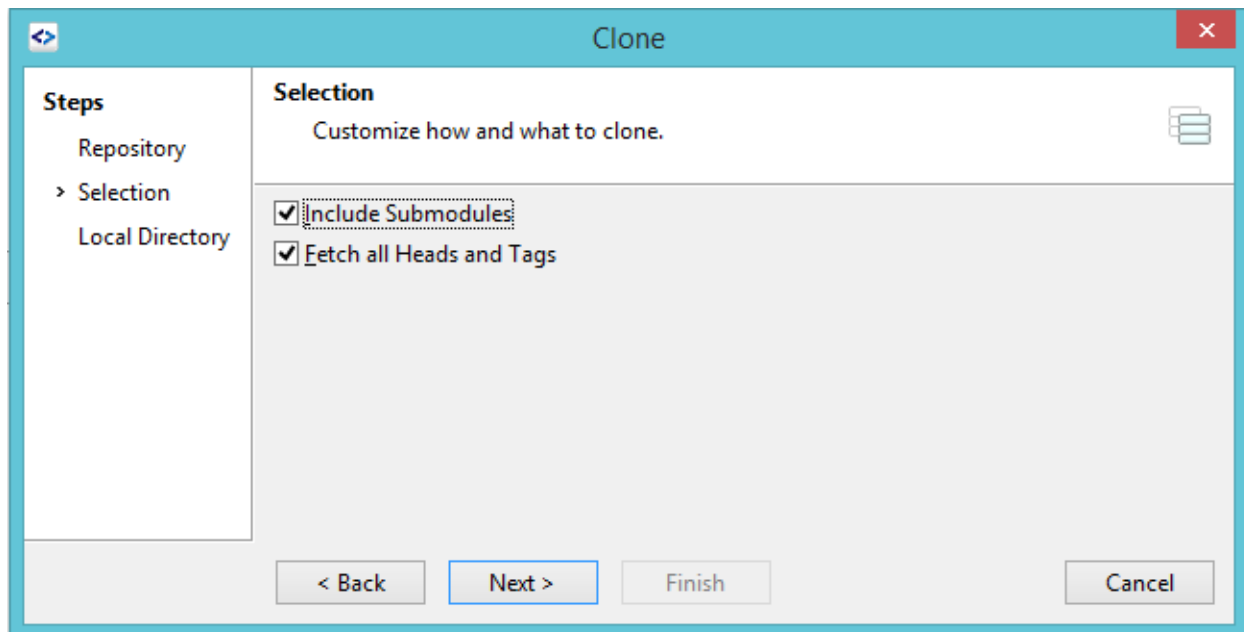 Clone
Steps
Repository
Selection
Local Directory
Selection
Customize how and what to clone.
Include Submodules
Fetch all Heads and Tags
< Back
Next >
Finish
Cancel